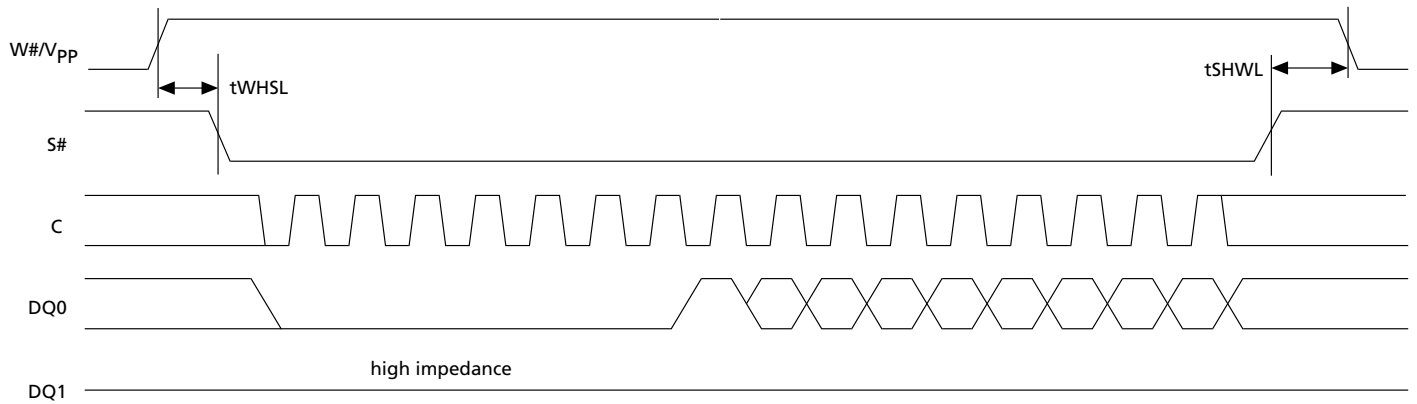 W#/VPP
tSHWL
tWHSL
S#
C
DQ0
high impedance
DQ1